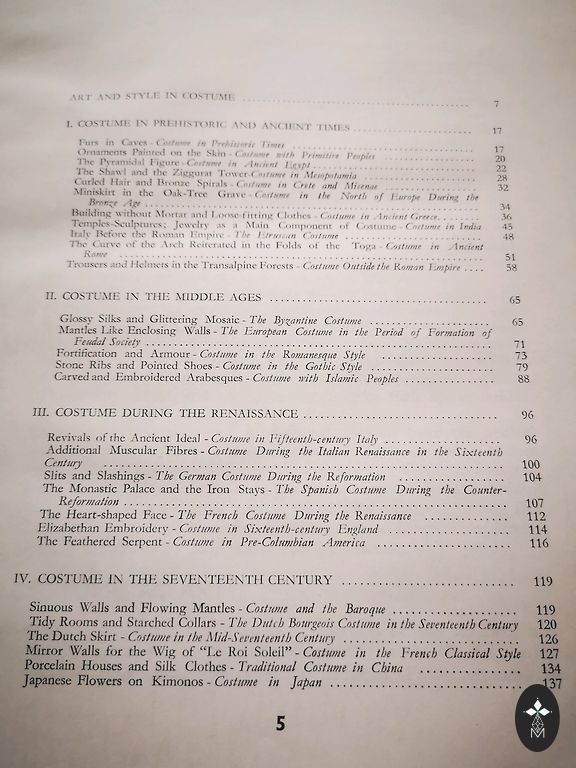 ART AND STYLE IN COSTUME ........ 7
I. COSTUME IN PREHISTORIC AND ANCIENT TIMES ........ 17
Furs in Caves - Costume in Prehistoric Times ........ 17
Ornaments Painted on the Skin - Costume with Primitive Peoples ........ 20
The Pyramidal Figure - Costume in Ancient Egypt ........ 22
The Shawl and the Ziggurat Tower-Costume in Mesopotamia ........ 28
Curled Hair and Bronze Spirals - Costume in Crete and Micenae ........ 32
Miniskirt in the Oak-Tree Grave - Costume in the North of Europe During the
Bronze Age ........ 34
Building without Mortar and Loose-fitting Clothes - Costume in Ancient Greece ........ 36
Temples-Sculptures; Jewelry as a Main Component of Costume - Costume in India 45
Italy Before the Roman Empire - The Etruscan Costume ........ 48
The Curve of the Arch Reiterated in the Folds of the Toga - Costume in Ancient
Rome ........ 51
Trousers and Helmets in the Transalpine Forests - Costume Outside the Roman Empire .... 58
II. COSTUME IN THE MIDDLE AGES ........ 65
Glossy Silks and Glittering Mosaic - The Byzantine Costume ........ 65
Mantles Like Enclosing Walls - The European Costume in the Period of Formation of
Feudal Society ........ 71
Fortification and Armour - Costume in the Romanesque Style ........ 73
Stone Ribs and Pointed Shoes - Costume in the Gothic Style ........ 79
Carved and Embroidered Arabesques - Costume with Islamic Peoples ........ 88
III. COSTUME DURING THE RENAISSANCE ........ 96
Revivals of the Ancient Ideal - Costume in Fifteenth-century Italy ........ 96
Additional Muscular Fibres - Costume During the Italian Renaissance in the Sixteenth
Century ........ 100
Slits and Slashings - The German Costume During the Reformation ........ 104
The Monastic Palace and the Iron Stays - The Spanish Costume During the Counter-
Reformation ........ 107
The Heart-shaped Face - The French Costume During the Renaissance ........ 112
Elizabethan Embroidery - Costume in Sixteenth-century England ........ 114
The Feathered Serpent - Costume in Pre-Columbian America ........ 116
IV. COSTUME IN THE SEVENTEENTH CENTURY ........ 119
Sinuous Walls and Flowing Mantles - Costume and the Baroque ........ 119
Tidy Rooms and Starched Collars - The Dutch Bourgeois Costume in the Seventeenth Century 120
The Dutch Skirt - Costume in the Mid-Seventeenth Century ........ 126
Mirror Walls for the Wig of "Le Roi Soleil" - Costume in the French Classical Style 127
Porcelain Houses and Silk Clothes - Traditional Costume in China ........ 134
Japanese Flowers on Kimonos - Costume in Japan ........ 137
5